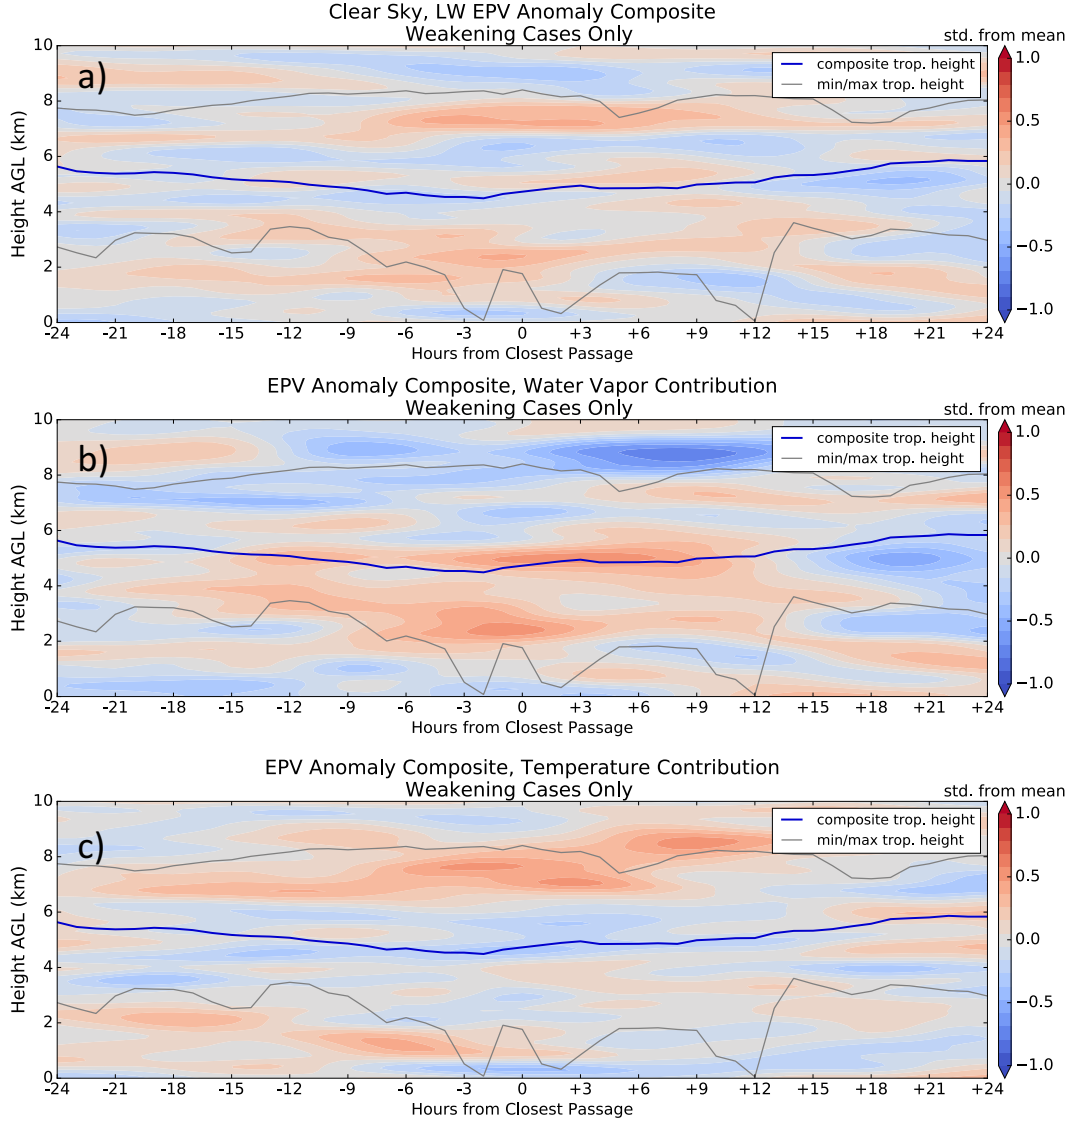 Clear Sky, LW EPV Anomaly Composite
Weakening Cases Only
std. from mean
a)
composite trop. height
min/max trop. height
Height AGL (km)
10
8
6
4
2
0
-24 -21 -18 -15 -12 -9 -6 -3 0 +3 +6 +9 +12 +15 +18 +21 +24
Hours from Closest Passage
1.0
0.5
0.0
−0.5
−1.0
EPV Anomaly Composite, Water Vapor Contribution
Weakening Cases Only
std. from mean
b)
composite trop. height
min/max trop. height
Height AGL (km)
10
8
6
4
2
0
-24 -21 -18 -15 -12 -9 -6 -3 0 +3 +6 +9 +12 +15 +18 +21 +24
Hours from Closest Passage
1.0
0.5
0.0
−0.5
−1.0
EPV Anomaly Composite, Temperature Contribution
Weakening Cases Only
std. from mean
c)
composite trop. height
min/max trop. height
Height AGL (km)
10
8
6
4
2
0
-24 -21 -18 -15 -12 -9 -6 -3 0 +3 +6 +9 +12 +15 +18 +21 +24
Hours from Closest Passage
1.0
0.5
0.0
−0.5
−1.0